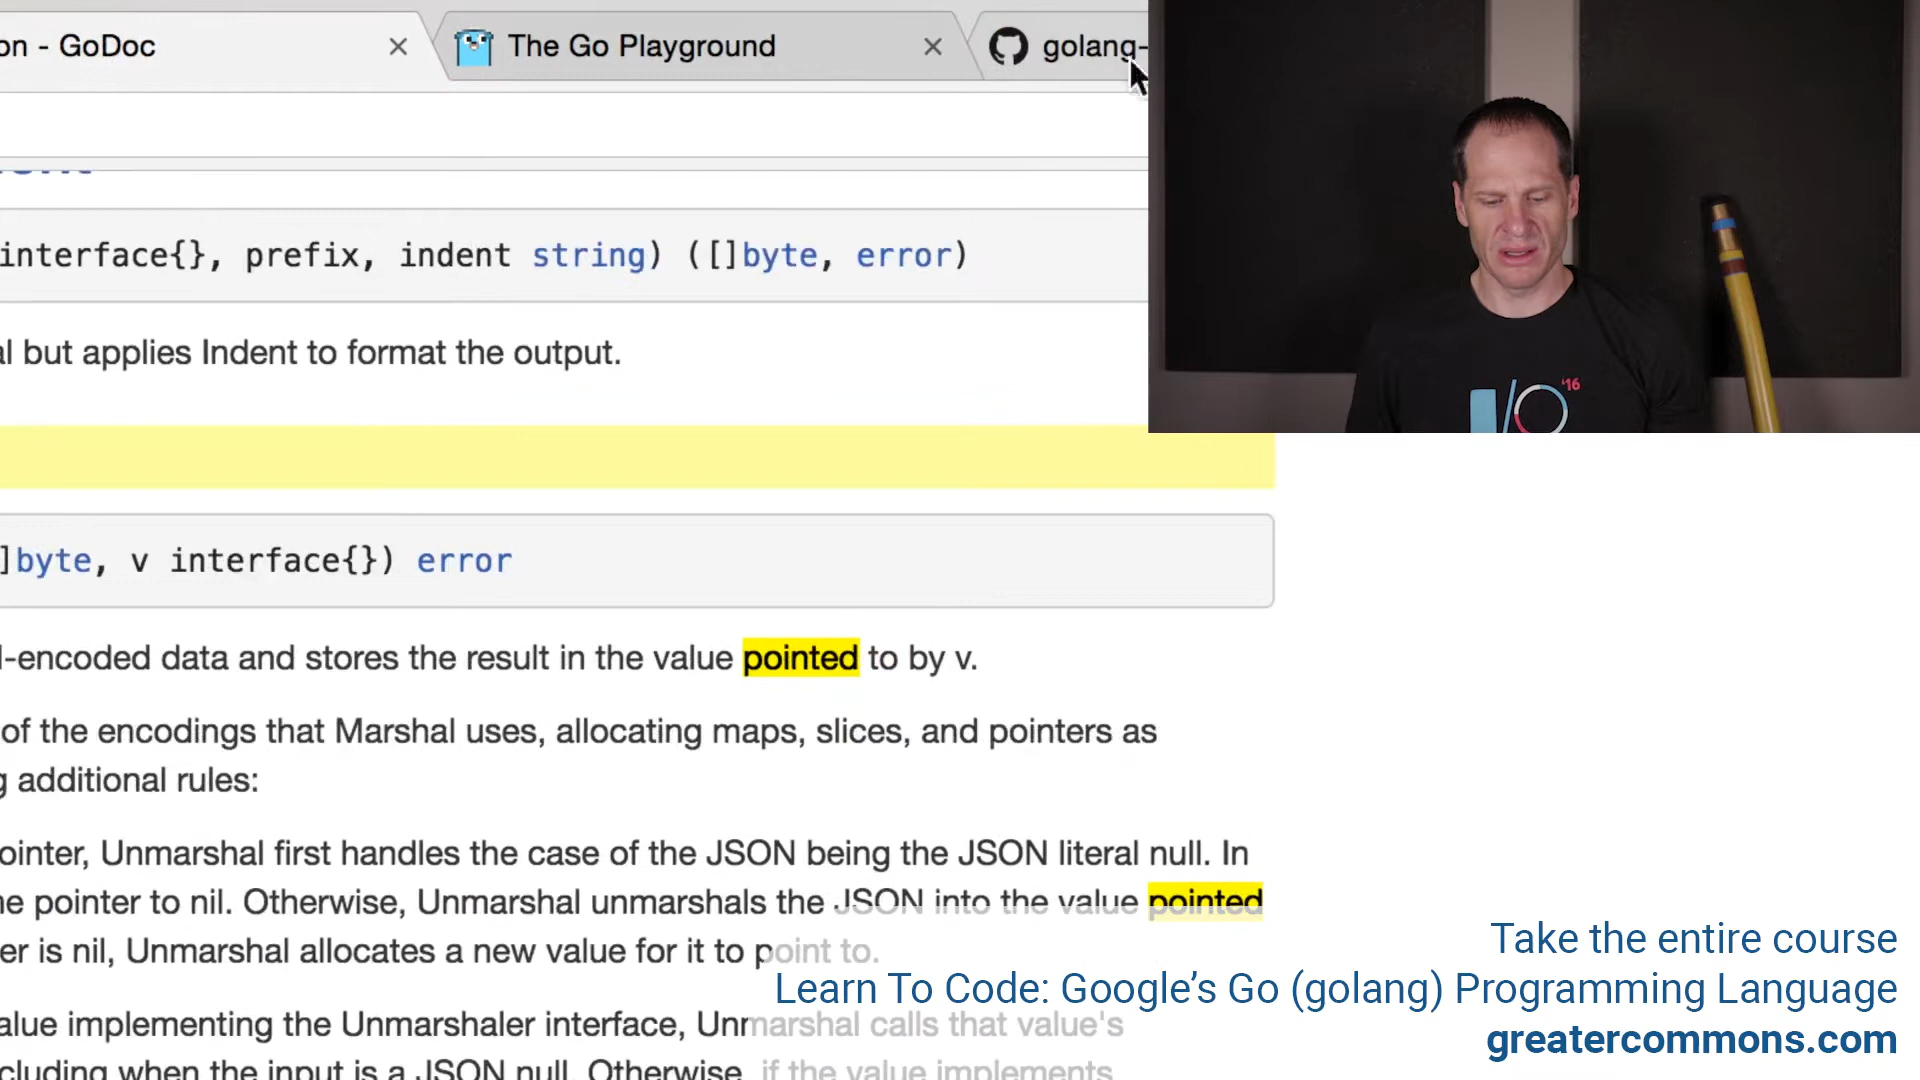 on - GoDoc
The Go Playground
golang-
interface{}, prefix, indent string) ([]byte, error)
al but applies Indent to format the output.
]byte, v interface{}) error
-encoded data and stores the result in the value pointed to by v.
of the encodings that Marshal uses, allocating maps, slices, and pointers as
g additional rules:
ointer, Unmarshal first handles the case of the JSON being the JSON literal null. In
he pointer to nil. Otherwise, Unmarshal unmarshals the JSON into the value pointed
er is nil, Unmarshal allocates a new value for it to point to.
alue implementing the Unmarshaler interface, Unmarshal calls that value's
cluding when the input is a JSON null. Otherwise, if the value implements
I/O '16
Take the entire course
Learn To Code: Google’s Go (golang) Programming Language
greatercommons.com